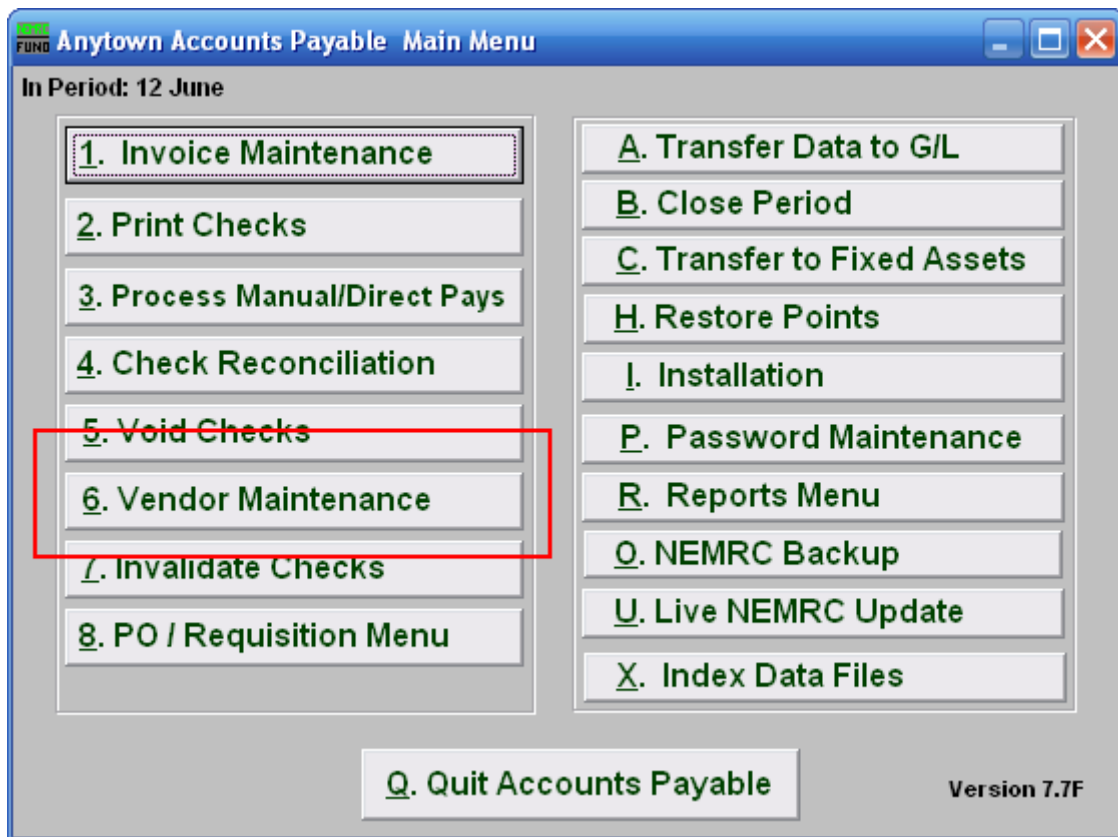 NEMRC
FUND Anytown Accounts Payable Main Menu
In Period: 12 June
1. Invoice Maintenance
2. Print Checks
3. Process Manual/Direct Pays
4. Check Reconciliation
5. Void Checks
6. Vendor Maintenance
7. Invalidate Checks
8. PO / Requisition Menu
A. Transfer Data to G/L
B. Close Period
C. Transfer to Fixed Assets
H. Restore Points
I. Installation
P. Password Maintenance
R. Reports Menu
O. NEMRC Backup
U. Live NEMRC Update
X. Index Data Files
Q. Quit Accounts Payable
Version 7.7F